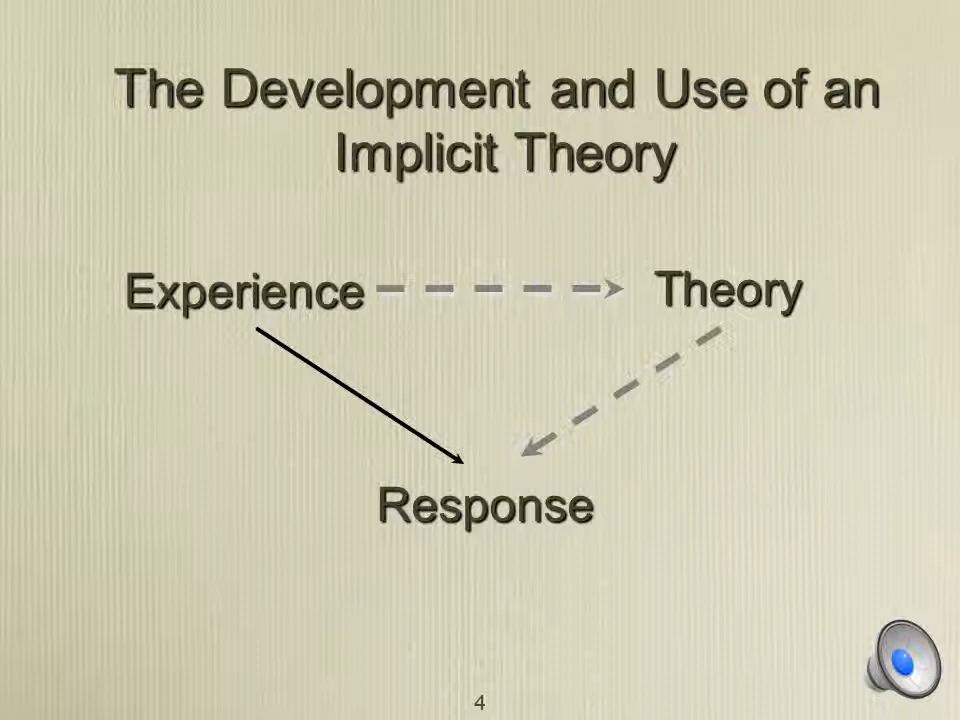 The Development and Use of an
Implicit Theory
Experience
Theory
Response
4